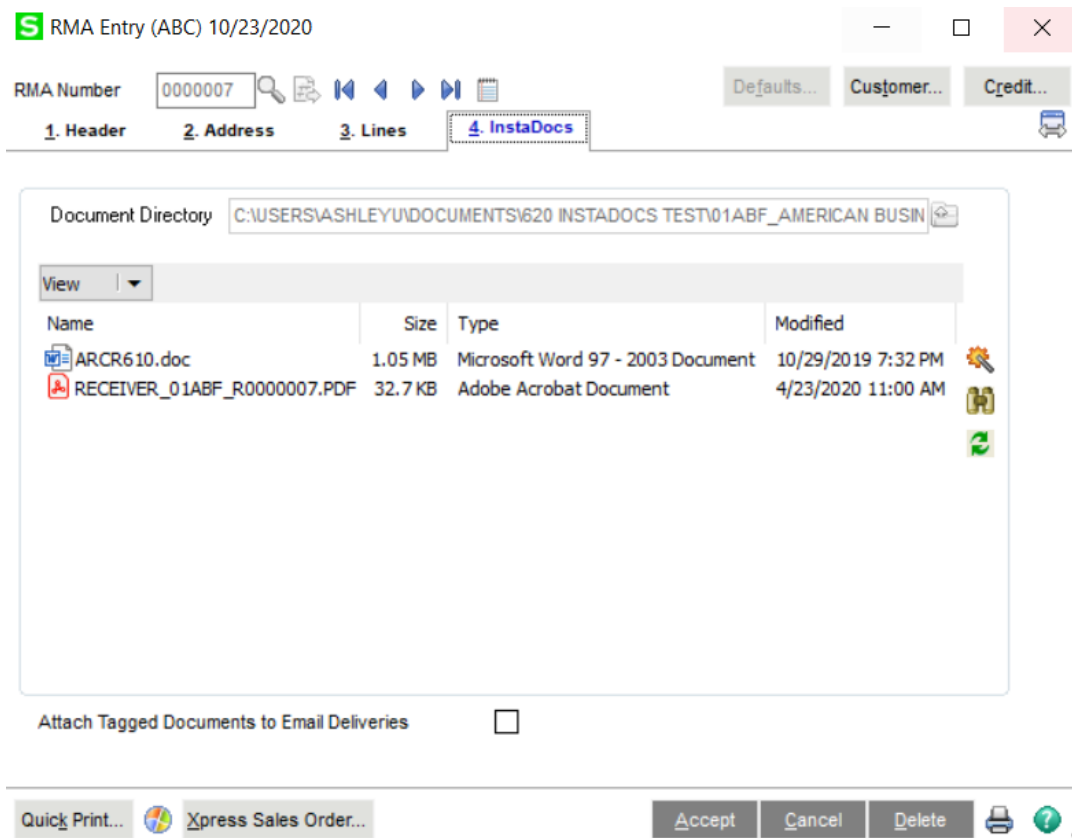 S RMA Entry (ABC) 10/23/2020
RMA Number 0000007 Defaults... Customer... Credit...
1. Header 2. Address 3. Lines 4. InstaDocs
Document Directory C:\USERS\ASHLEYU\DOCUMENTS\620 INSTADOCS TEST\01ABF_AMERICAN BUSIN
View
Name Size Type Modified
ARCR610.doc 1.05 MB Microsoft Word 97 - 2003 Document 10/29/2019 7:32 PM
RECEIVER_01ABF_R0000007.PDF 32.7 KB Adobe Acrobat Document 4/23/2020 11:00 AM
Attach Tagged Documents to Email Deliveries
Quick Print... Xpress Sales Order... Accept Cancel Delete